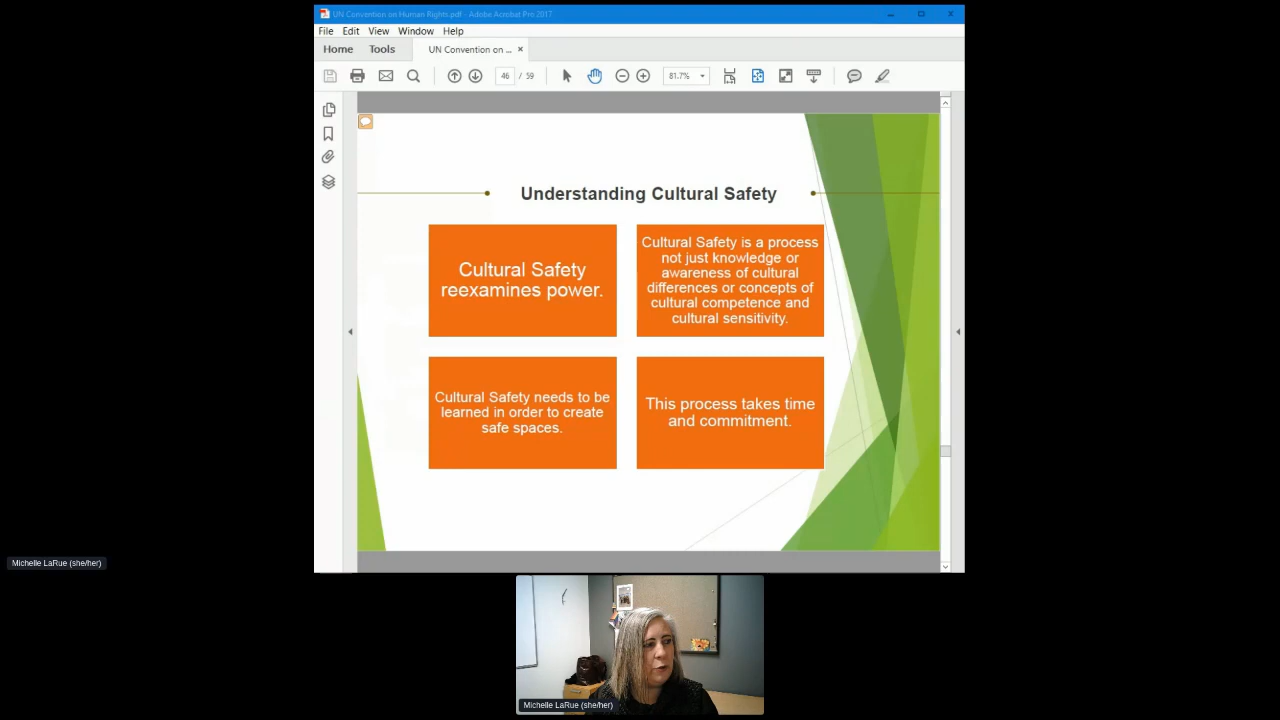 UN Convention on Human Rights.pdf - Adobe Acrobat Pro 2017
File Edit View Window Help
Home Tools UN Convention on ... ×
46 / 59 81.7%
Understanding Cultural Safety
Cultural Safety
reexamines power.
Cultural Safety is a process
not just knowledge or
awareness of cultural
differences or concepts of
cultural competence and
cultural sensitivity.
Cultural Safety needs to be
learned in order to create
safe spaces.
This process takes time
and commitment.
Michelle LaRue (she/her)
Michelle LaRue (she/her)